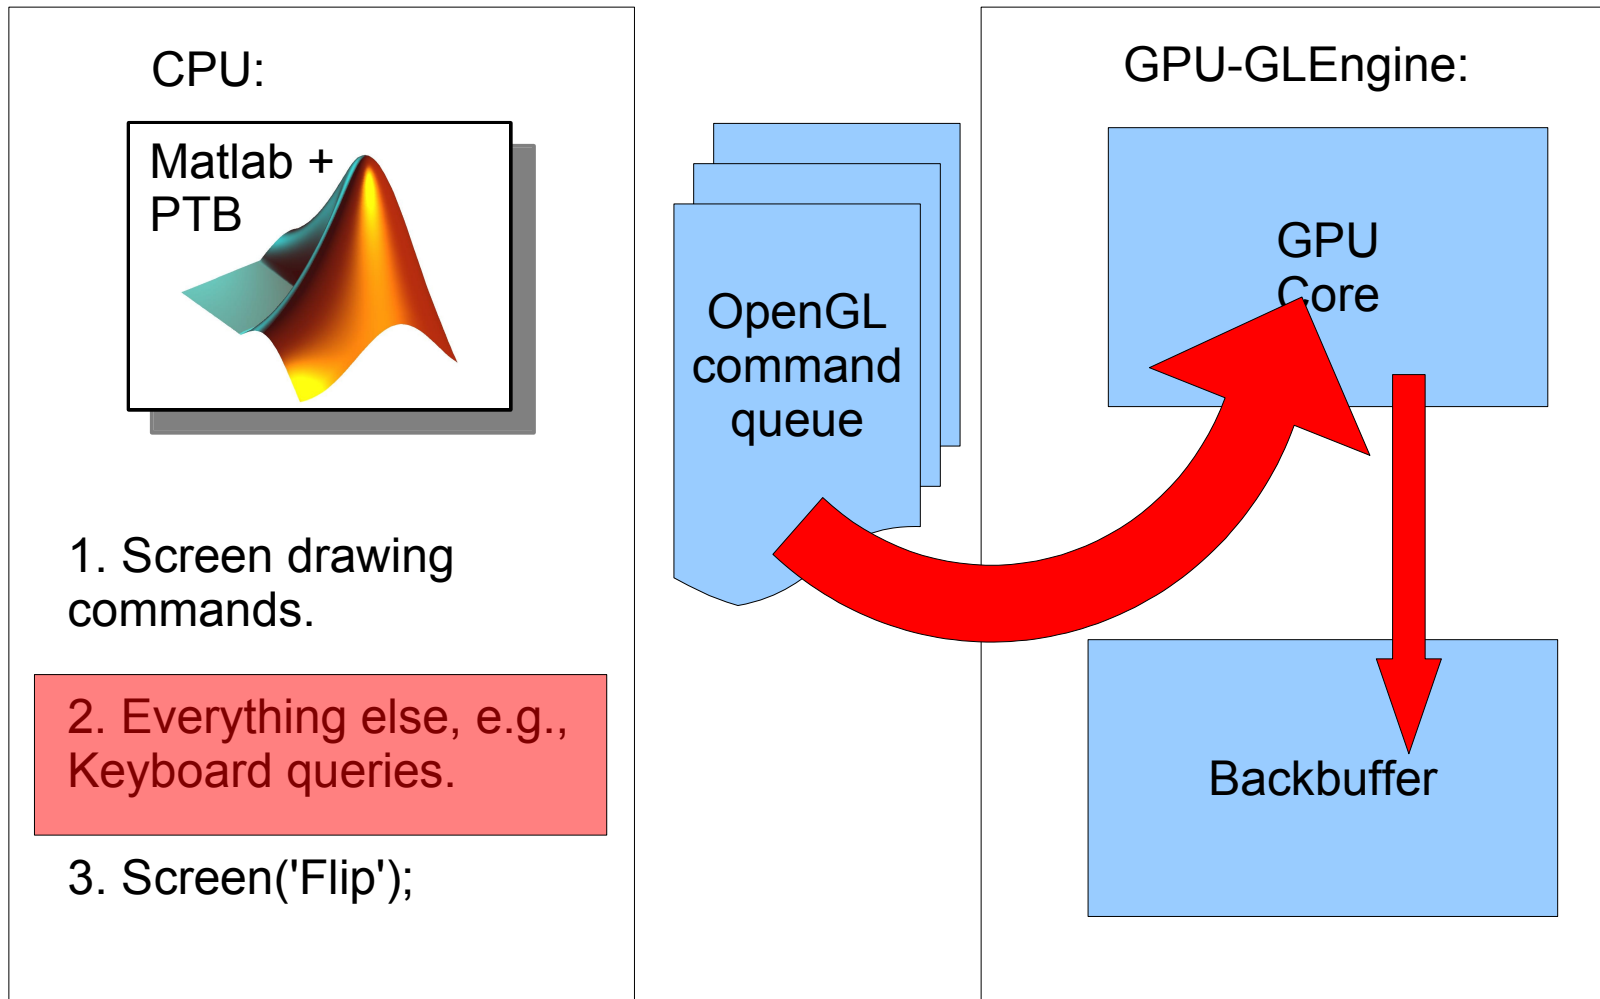 CPU:
Matlab +
PTB
1. Screen drawing
commands.
2. Everything else, e.g.,
Keyboard queries.
3. Screen('Flip');
OpenGL
command
queue
GPU-GLEngine:
GPU
Core
Backbuffer